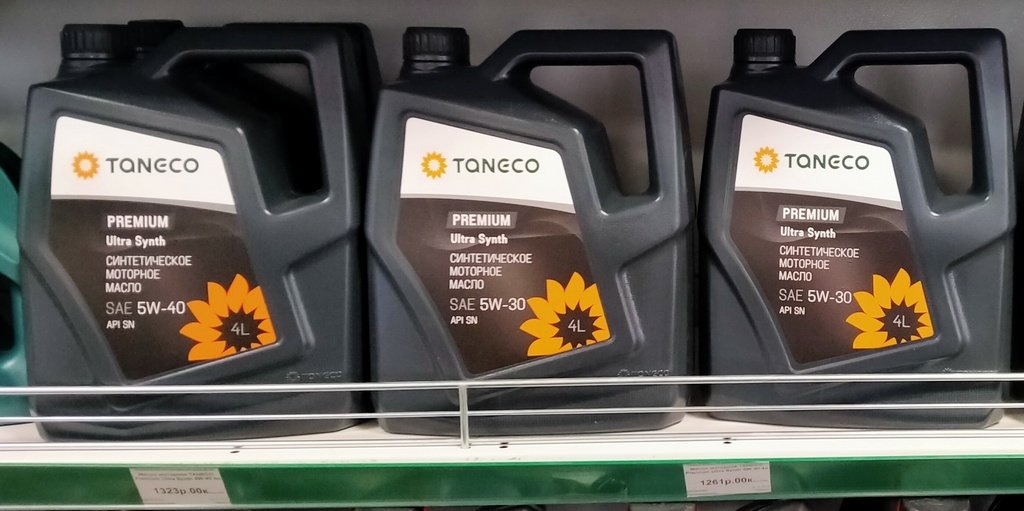 TANECO
PREMIUM
Ultra Synth
СИНТЕТИЧЕСКОЕ
МОТОРНОЕ
МАСЛО
SAE 5W-40
API SN
4L
TANECO
TANECO
PREMIUM
Ultra Synth
СИНТЕТИЧЕСКОЕ
МОТОРНОЕ
МАСЛО
SAE 5W-30
API SN
4L
TANECO
TANECO
PREMIUM
Ultra Synth
СИНТЕТИЧЕСКОЕ
МОТОРНОЕ
МАСЛО
SAE 5W-30
API SN
4L
1323р.00к.
1261р.00к.